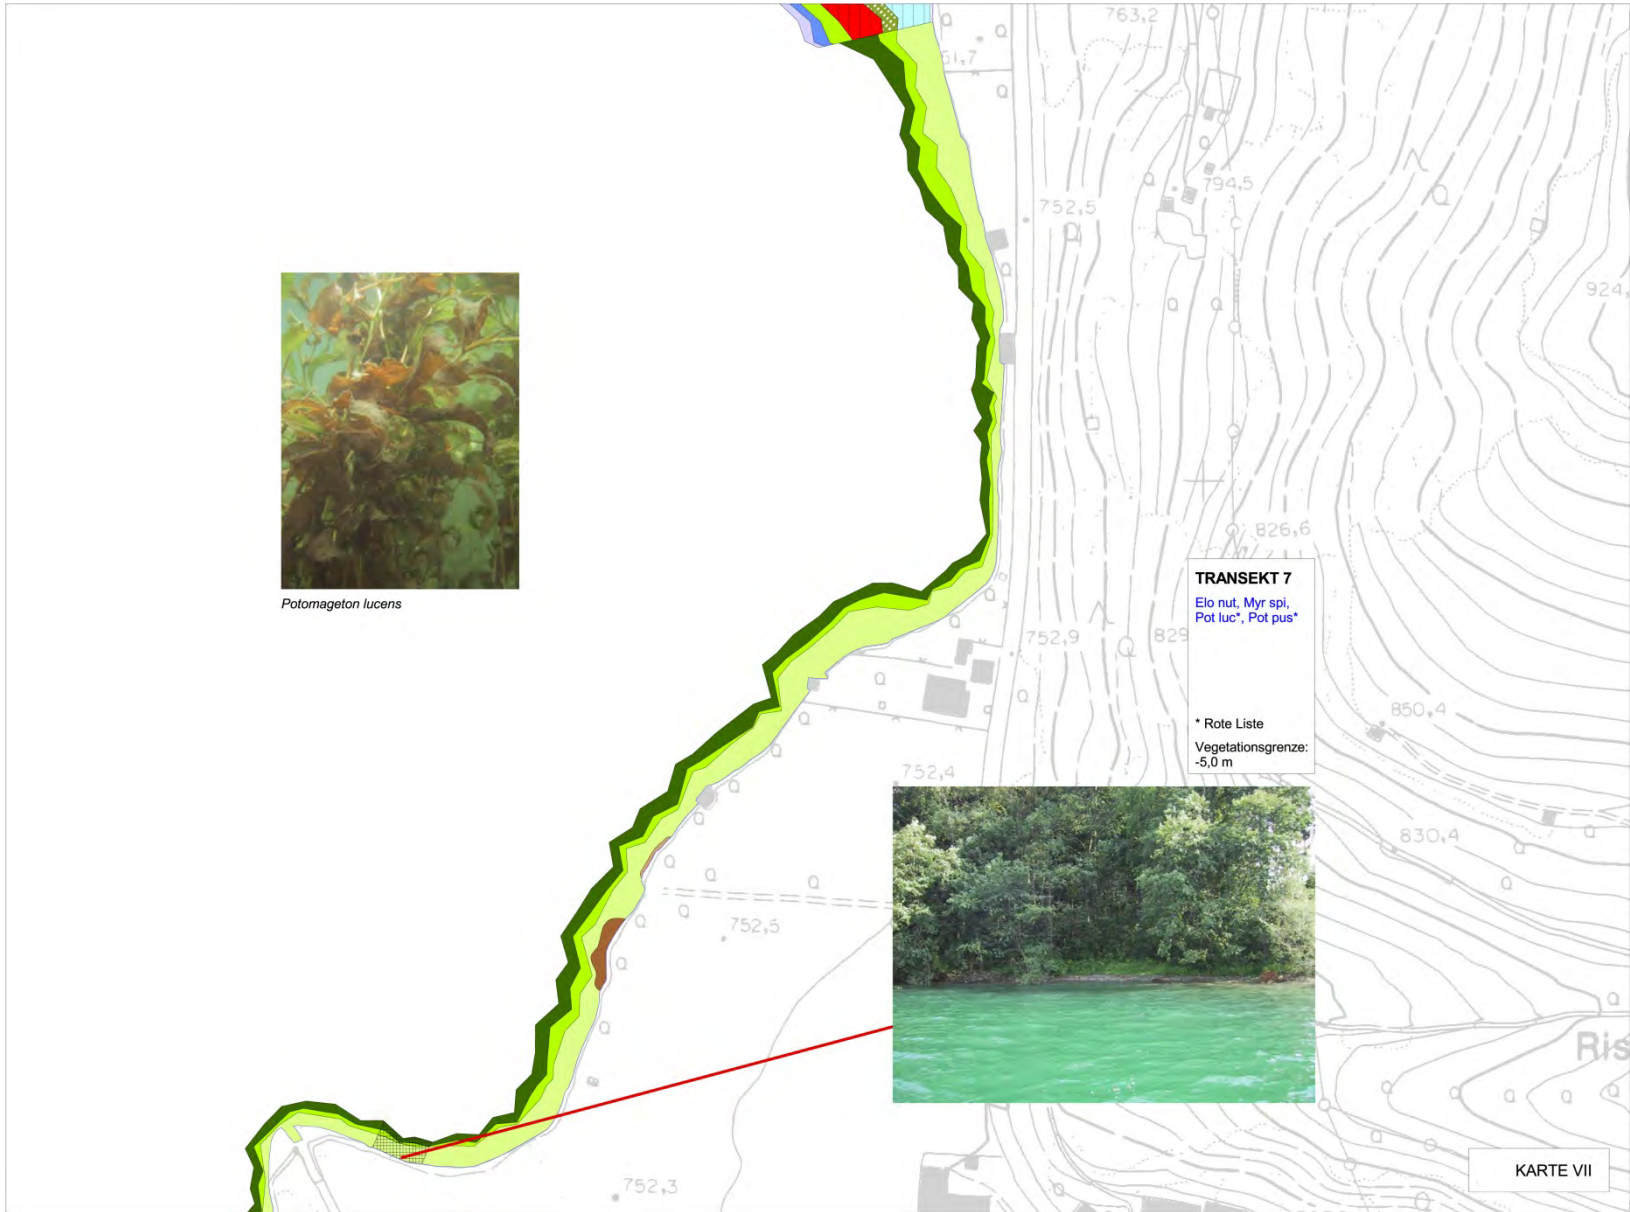 763,2
51,7
794,5
752,5
924,
826,6
Potomageton lucens
TRANSEKT 7
Elo nut, Myr spi,
Pot luc*, Pot pus*
752,9
829
* Rote Liste
850,4
Vegetationsgrenze:
-5,0 m
752,4
830,4
752,5
Ris
KARTE VII
752,3